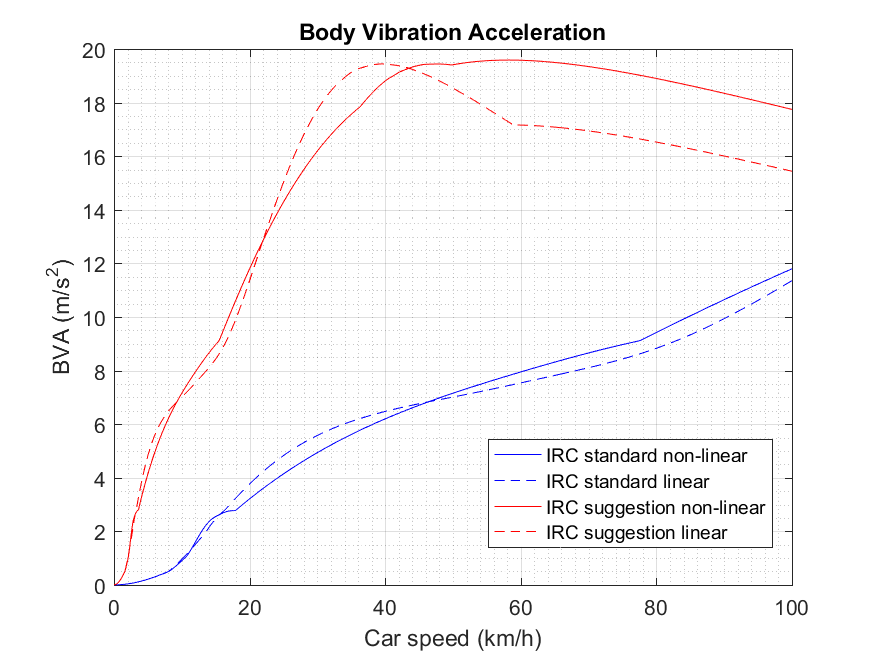 Body Vibration Acceleration
20
18
16
14
12
10
8
6
4
2
0
BVA (m/s²)
IRC standard non-linear
IRC standard linear
IRC suggestion non-linear
IRC suggestion linear
0 20 40 60 80 100
Car speed (km/h)